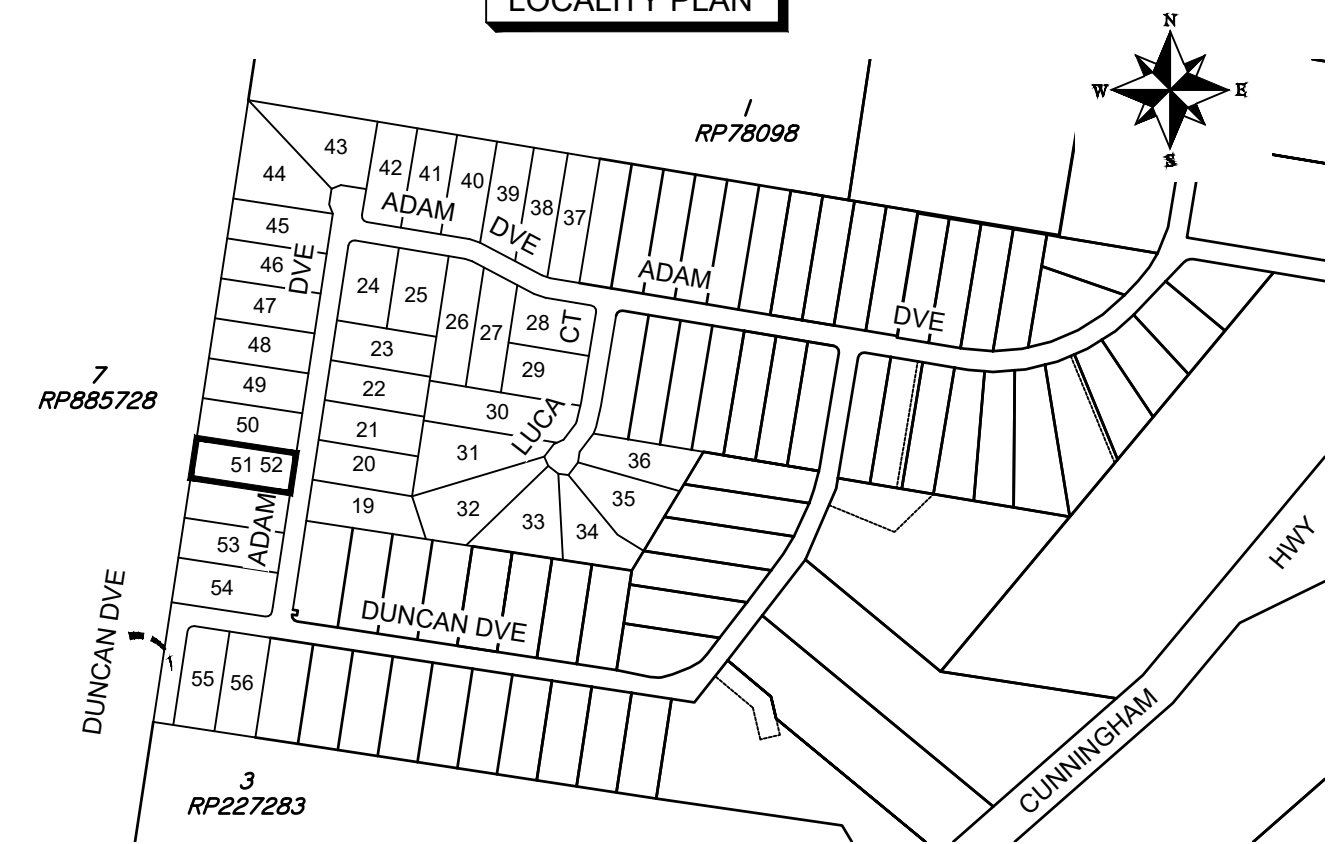 LOCALITY PLAN
N
W
E
S
1
RP78098
43
42
41
40
39
38
37
44
ADAM
DVE
45
46
DVE
ADAM
DVE
24
25
47
26
27
28
CT
48
23
29
49
22
30
LUCA
7
RP885728
50
21
31
51 52
20
36
19
32
35
ADAM
53
33
34
54
HWY
DUNCAN DVE
DUNCAN DVE
55
56
3
RP227283
CUNNINGHAM